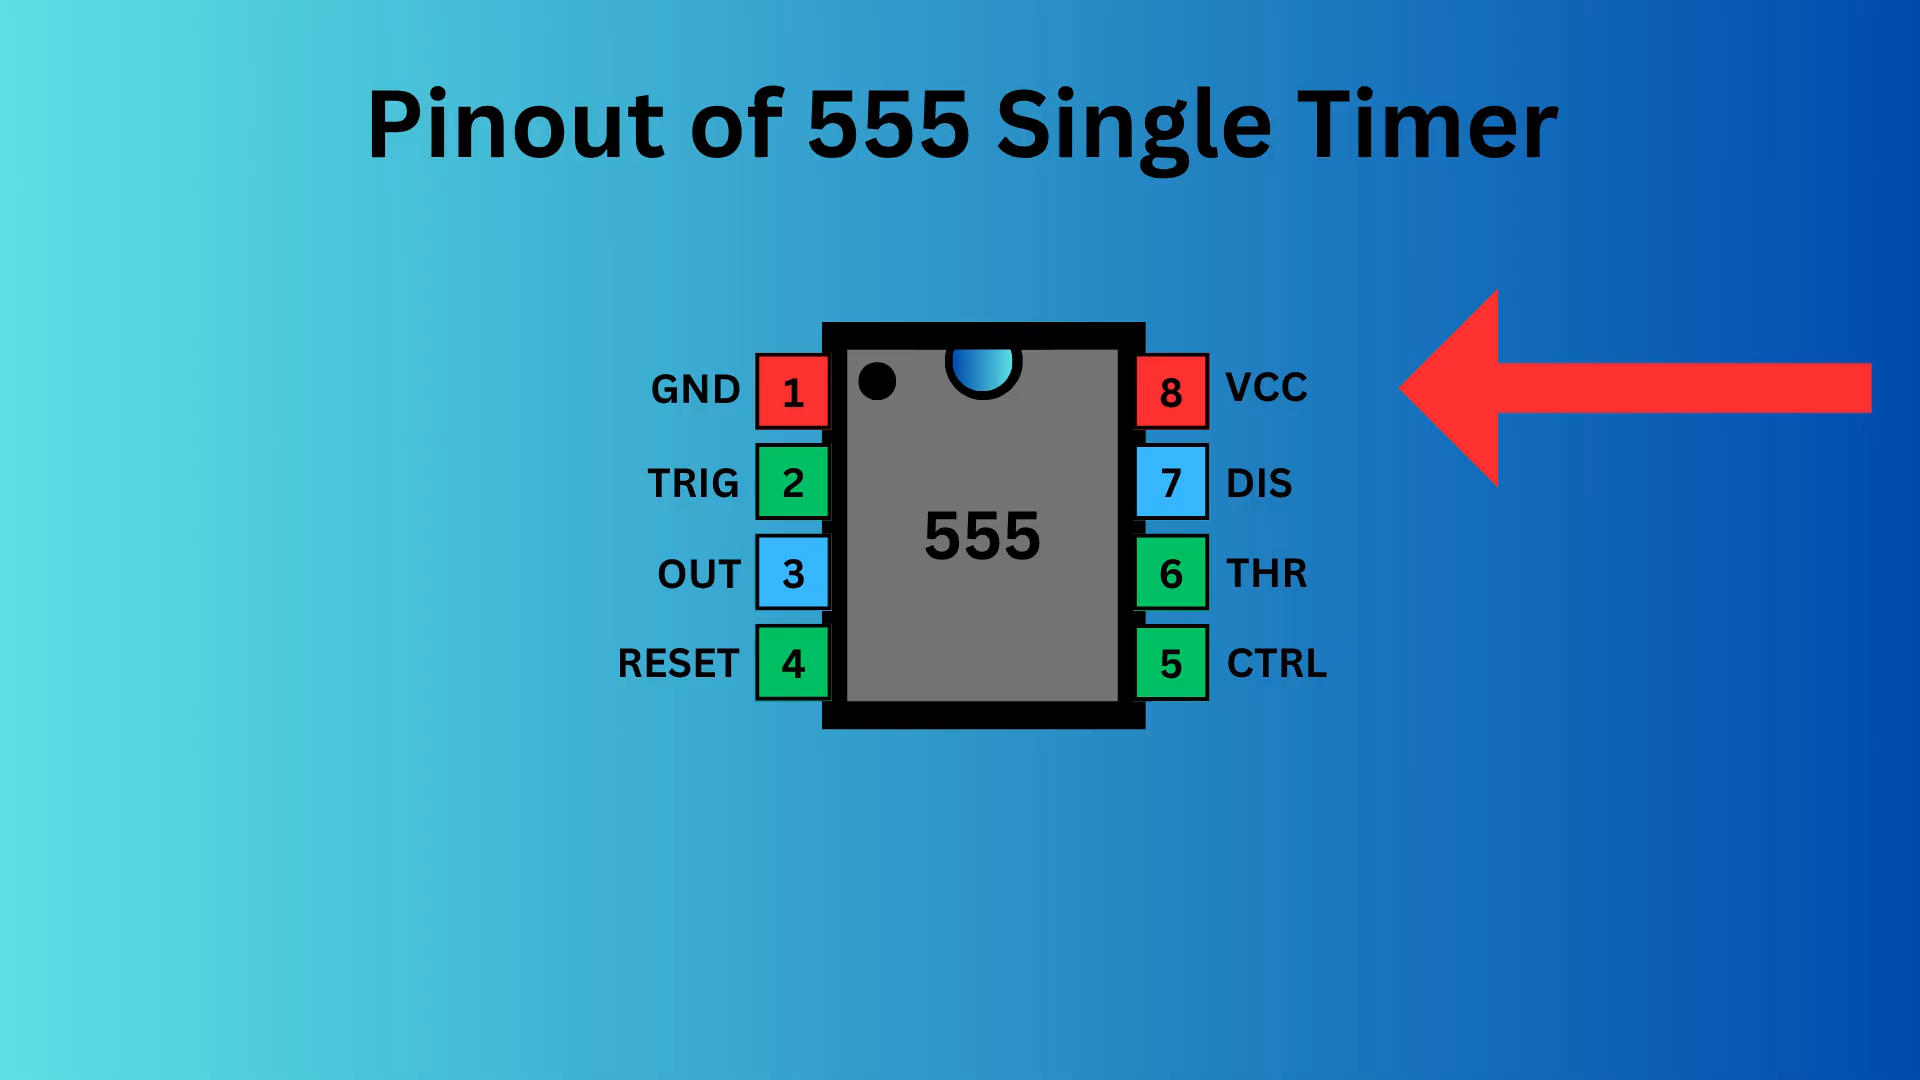 Pinout of 555 Single Timer
GND 1 8 VCC
TRIG 2 7 DIS
555
OUT 3 6 THR
RESET 4 5 CTRL